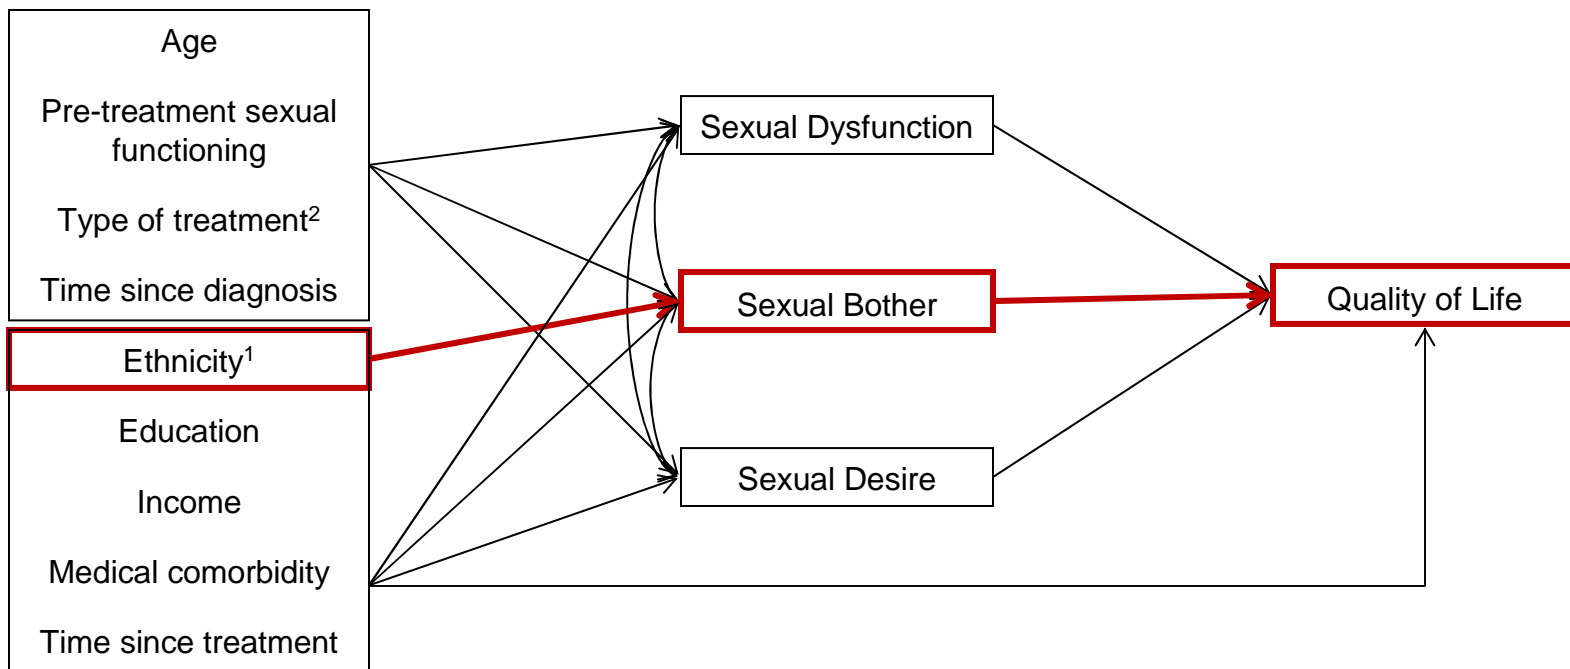 Age
Pre-treatment sexual
functioning
Type of treatment²
Time since diagnosis
Ethnicity¹
Education
Income
Medical comorbidity
Time since treatment
Sexual Dysfunction
Sexual Bother
Sexual Desire
Quality of Life